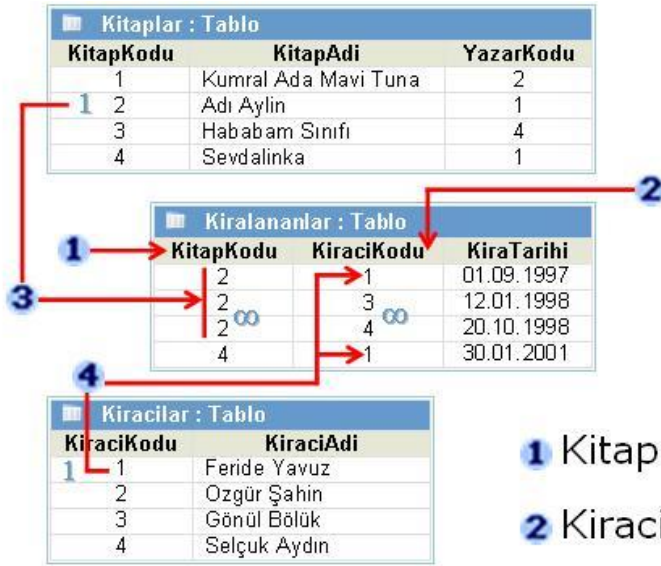 Kitaplar : Tablo
KitapKodu KitapAdi YazarKodu
1 Kumral Ada Mavi Tuna 2
1 2 Adı Aylin 1
3 Hababam Sınıfı 4
4 Sevdalinka 1
2
Kiralananlar : Tablo
1 KitapKodu KiraciKodu KiraTarihi
2 1 01.09.1997
3 2 3 12.01.1998
2 ∞ 4 ∞ 20.10.1998
4 1 30.01.2001
4
Kiracilar : Tablo
KiraciKodu KiraciAdi
1 1 Feride Yavuz
2 Özgür Şahin
3 Gönül Bölük
4 Selçuk Aydın
1 Kitap
2 Kiraci